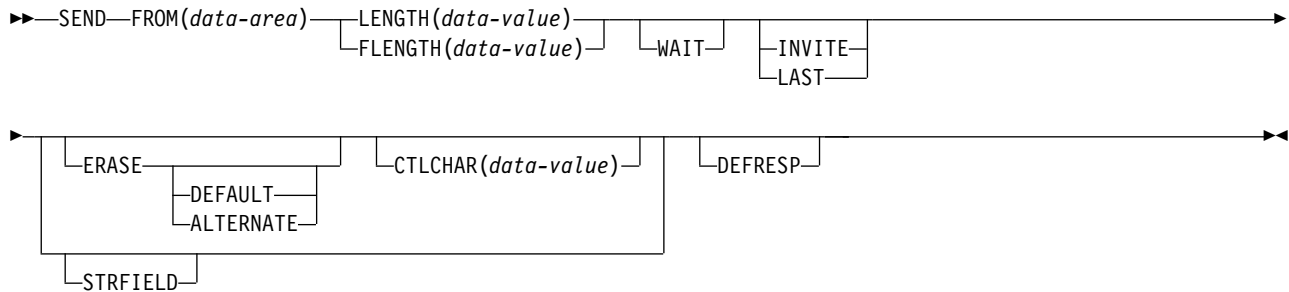 SEND FROM(data-area) LENGTH(data-value) WAIT INVITE
FLENGTH(data-value) LAST
ERASE DEFAULT ALTERNATE CTLCHAR(data-value) DEFRESP
STRFIELD